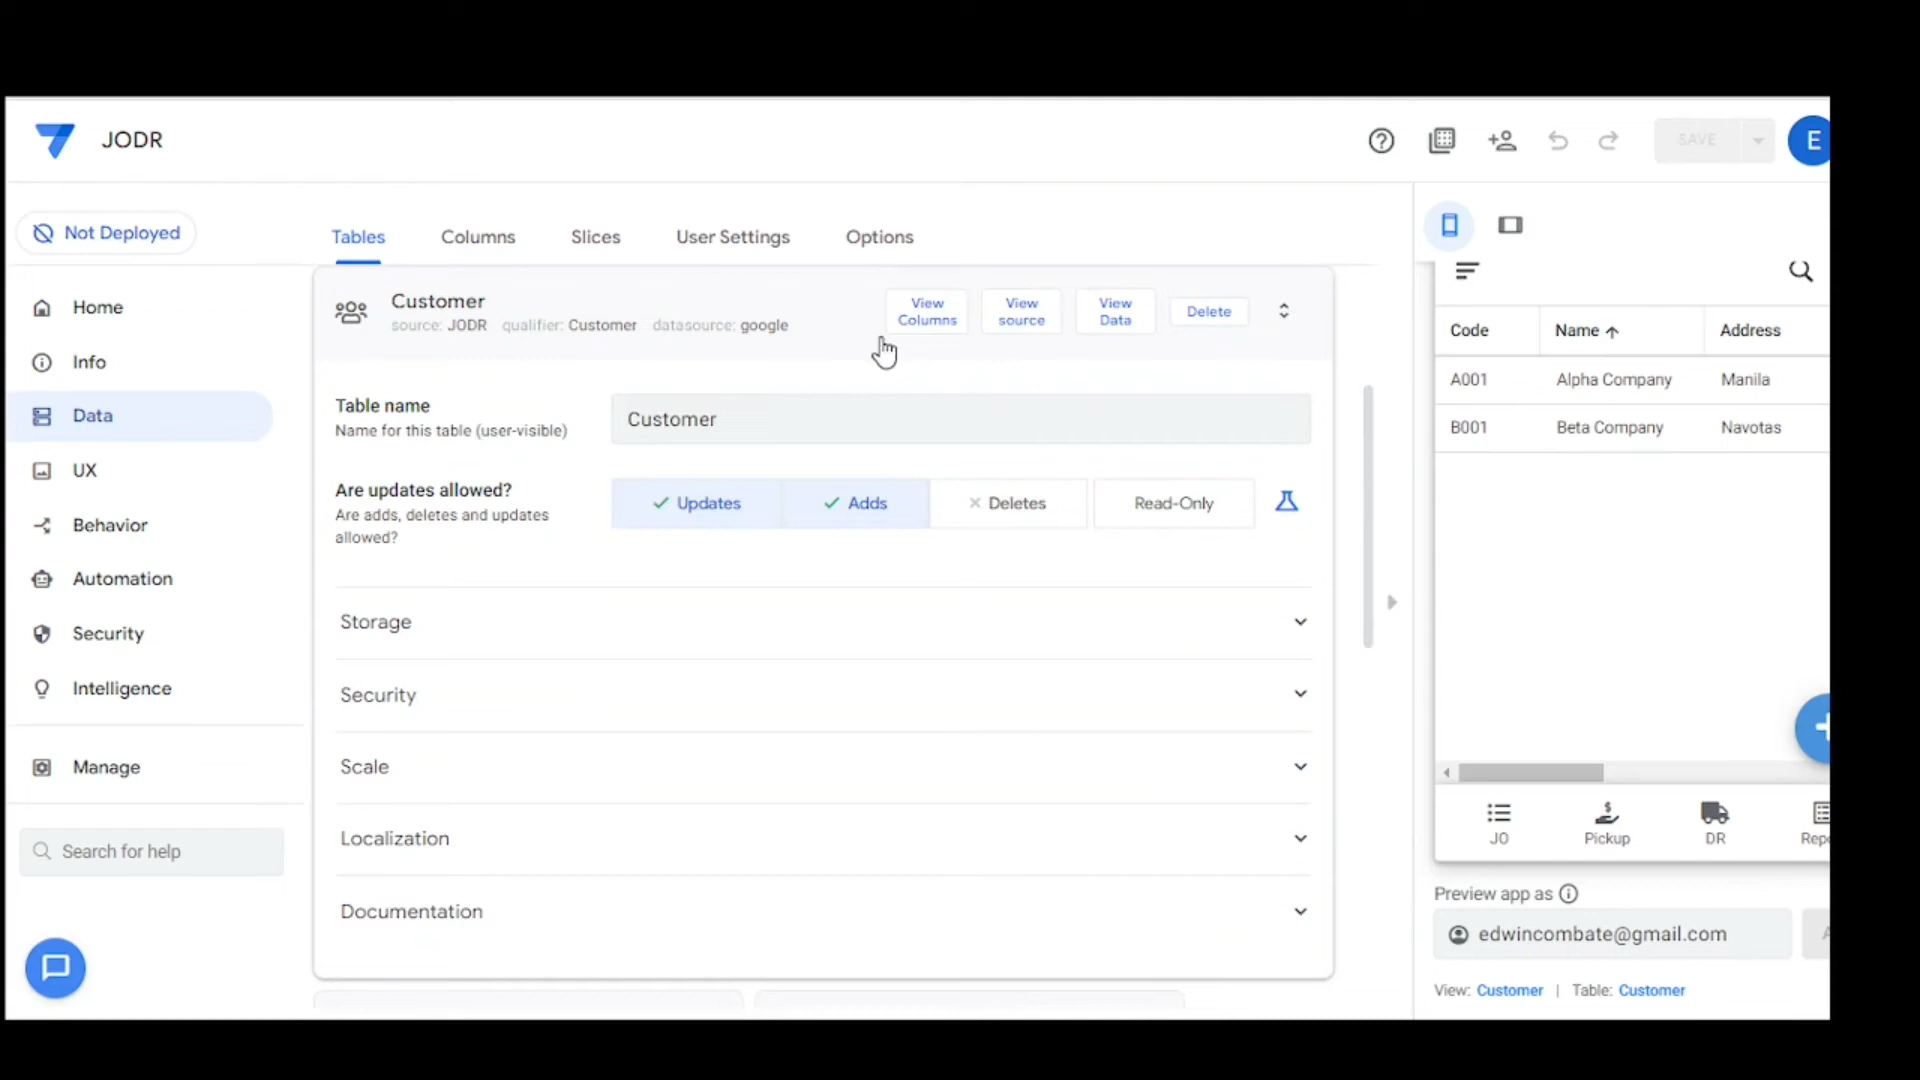 JODR
SAVE
E
Not Deployed
Tables Columns Slices User Settings Options
Home
Info
Data
UX
Behavior
Automation
Security
Intelligence
Manage
Search for help
Customer
source: JODR qualifier: Customer datasource: google
View Columns
View source
View Data
Delete
Table name
Name for this table (user-visible)
Customer
Are updates allowed?
Are adds, deletes and updates
allowed?
Updates Adds Deletes Read-Only
Storage
Security
Scale
Localization
Documentation
Code Name Address
A001 Alpha Company Manila
B001 Beta Company Navotas
JO Pickup DR Repo
Preview app as
edwincombate@gmail.com
View: Customer | Table: Customer